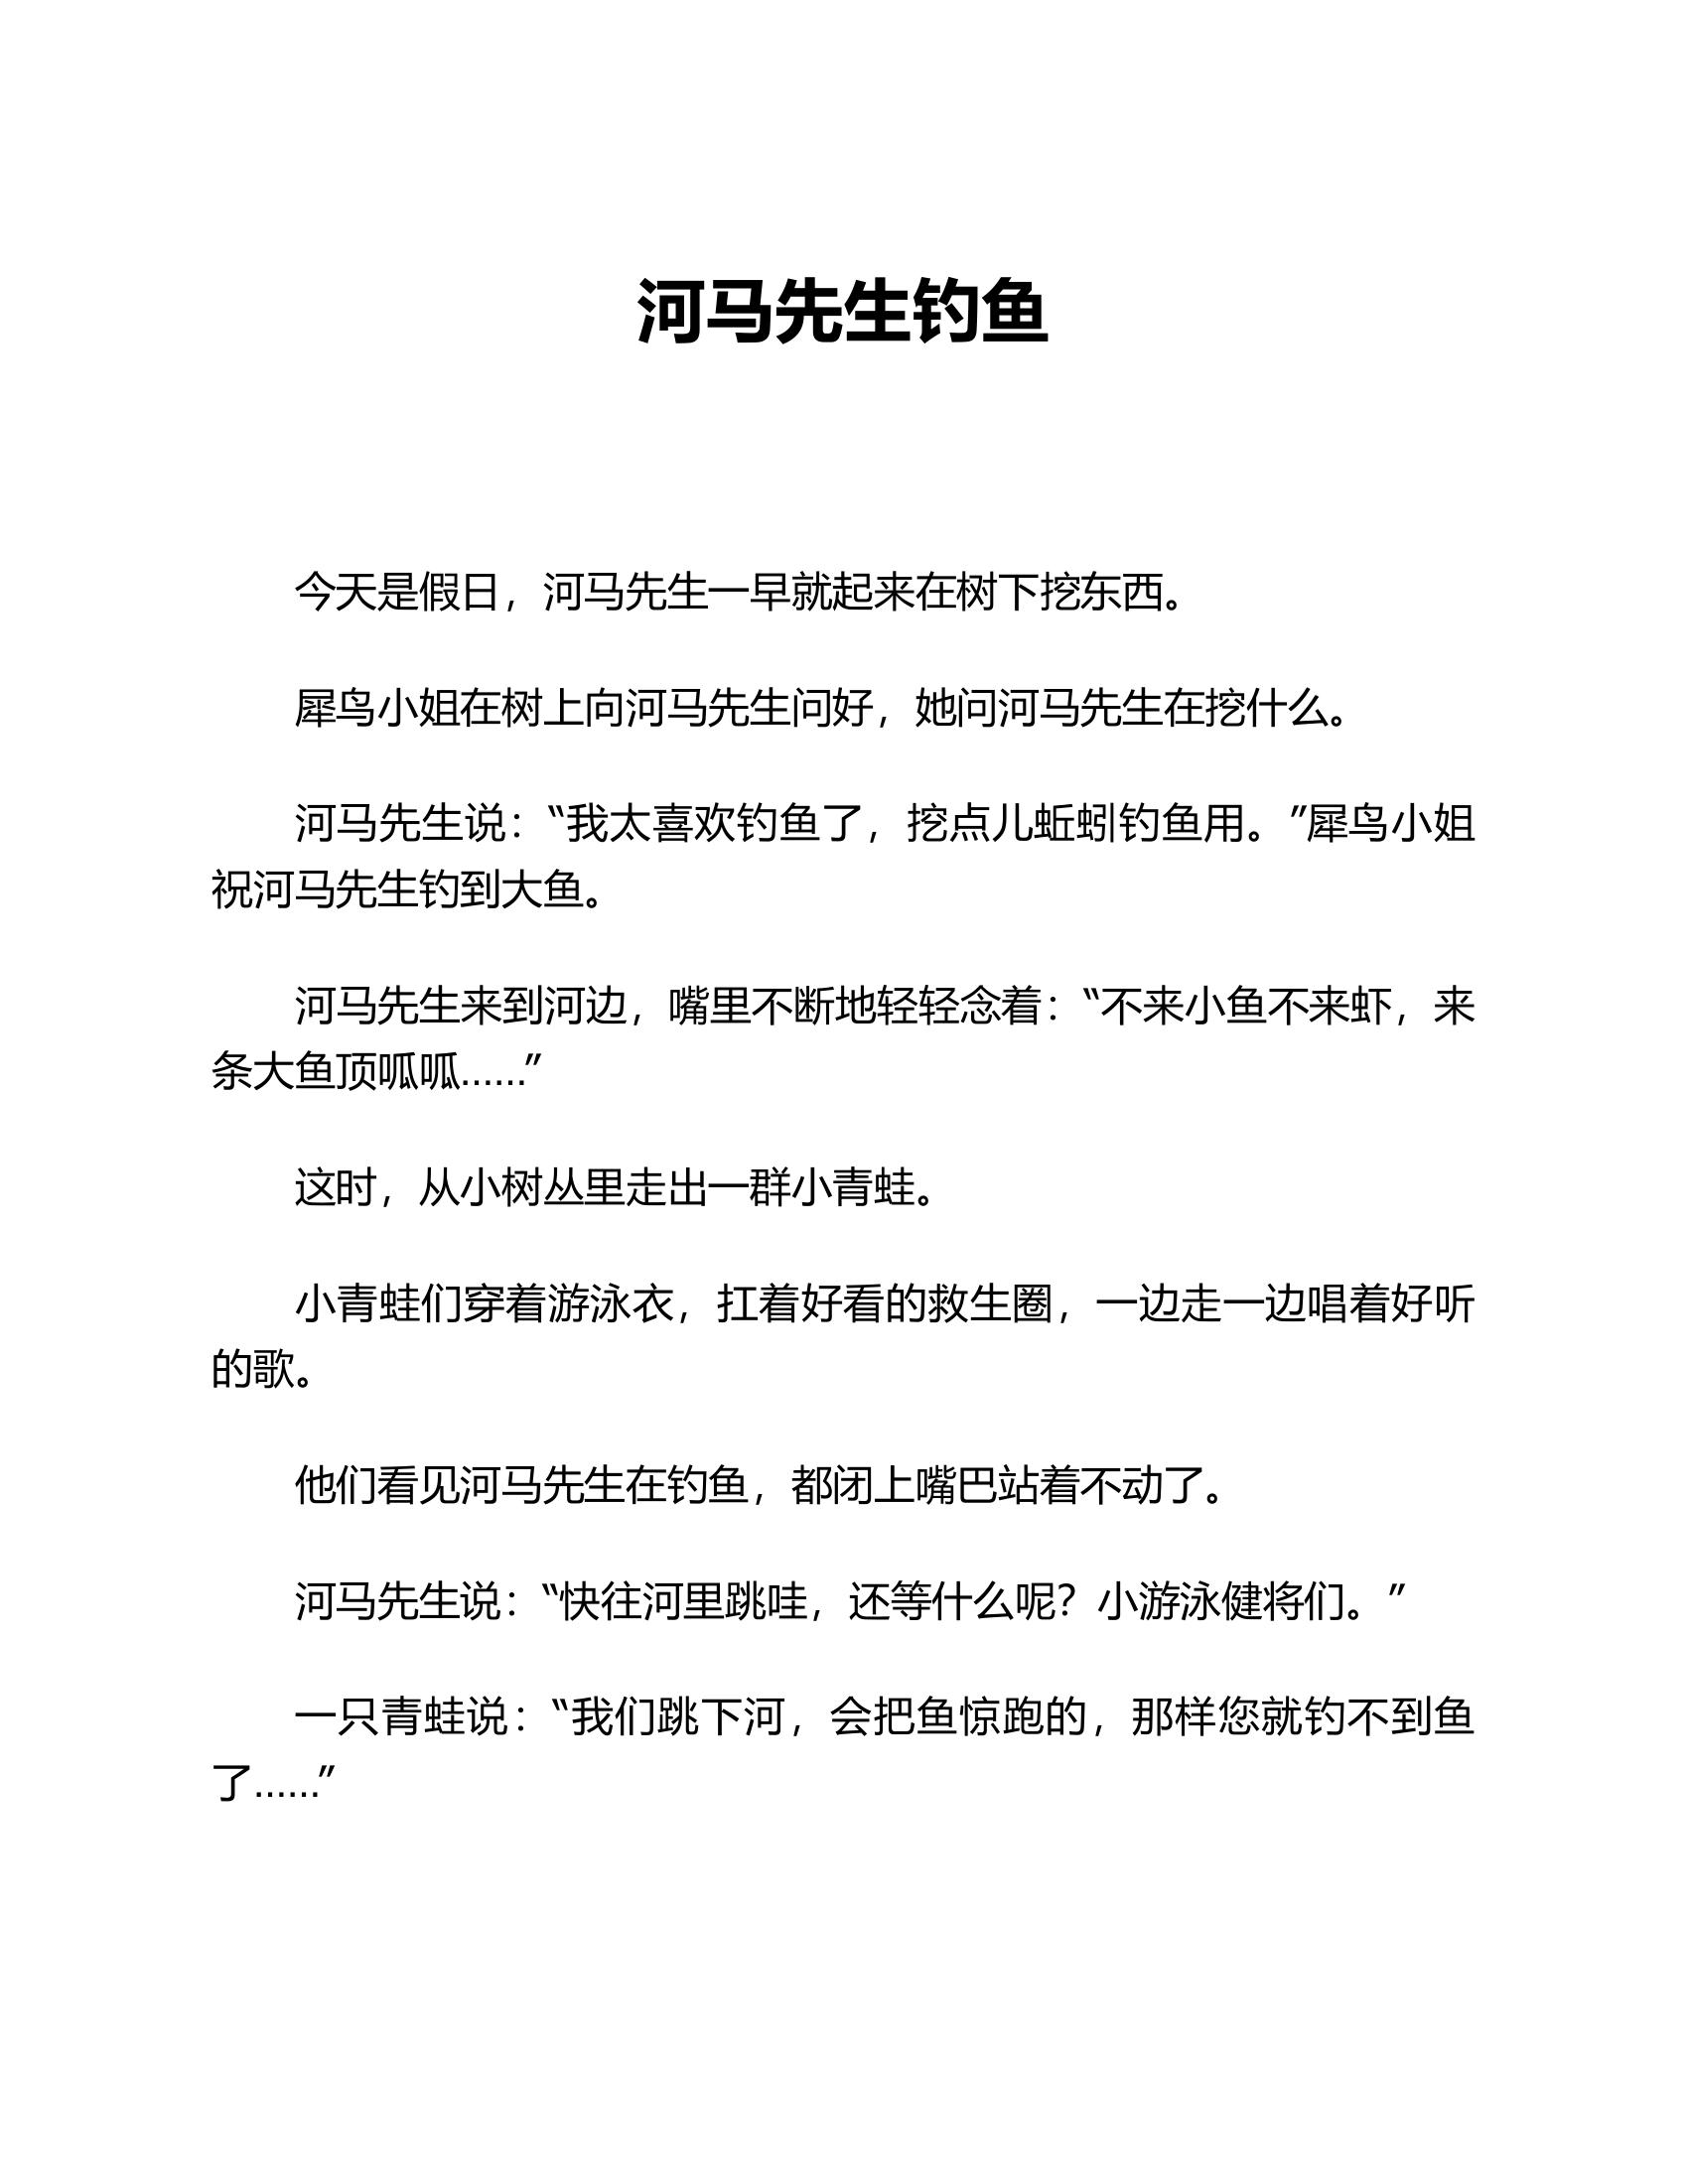 河马先生钓鱼
今天是假日，河马先生一早就起来在树下挖东西。
犀鸟小姐在树上向河马先生问好，她问河马先生在挖什么。
河马先生说：“我太喜欢钓鱼了，挖点儿蚯蚓钓鱼用。”犀鸟小姐
祝河马先生钓到大鱼。
河马先生来到河边，嘴里不断地轻轻念着：“不来小鱼不来虾，来
条大鱼顶呱呱……”
这时，从小树丛里走出一群小青蛙。
小青蛙们穿着游泳衣，扛着好看的救生圈，一边走一边唱着好听
的歌。
他们看见河马先生在钓鱼，都闭上嘴巴站着不动了。
河马先生说：“快往河里跳哇，还等什么呢？小游泳健将们。”
一只青蛙说：“我们跳下河，会把鱼惊跑的，那样您就钓不到鱼
了……”